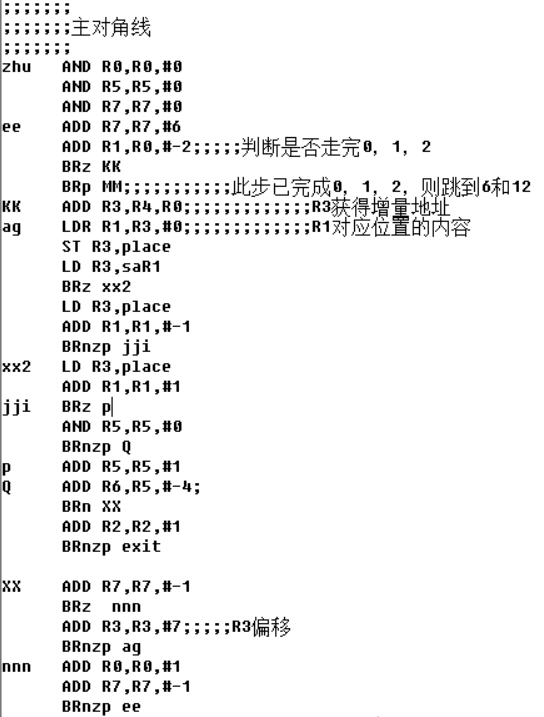 ;;;;;;;
;;;;;;;主对角线
;;;;;;;
zhu AND R0,R0,#0
AND R5,R5,#0
AND R7,R7,#0
ee ADD R7,R7,#6
ADD R1,R0,#-2;;;;;判断是否走完0, 1, 2
BRz KK
BRp MM;;;;;;;;;;;此步已完成0, 1, 2, 则跳到6和12
KK ADD R3,R4,R0;;;;;;;;;;;;;R3获得增量地址
ag LDR R1,R3,#0;;;;;;;;;;;;;R1对应位置的内容
ST R3,place
LD R3,saR1
BRz xx2
LD R3,place
ADD R1,R1,#-1
BRnzp jji
xx2 LD R3,place
ADD R1,R1,#1
jji BRz p
AND R5,R5,#0
BRnzp Q
p ADD R5,R5,#1
Q ADD R6,R5,#-4;
BRn XX
ADD R2,R2,#1
BRnzp exit
XX ADD R7,R7,#-1
BRz nnn
ADD R3,R3,#7;;;;;R3偏移
BRnzp ag
nnn ADD R0,R0,#1
ADD R7,R7,#-1
BRnzp ee